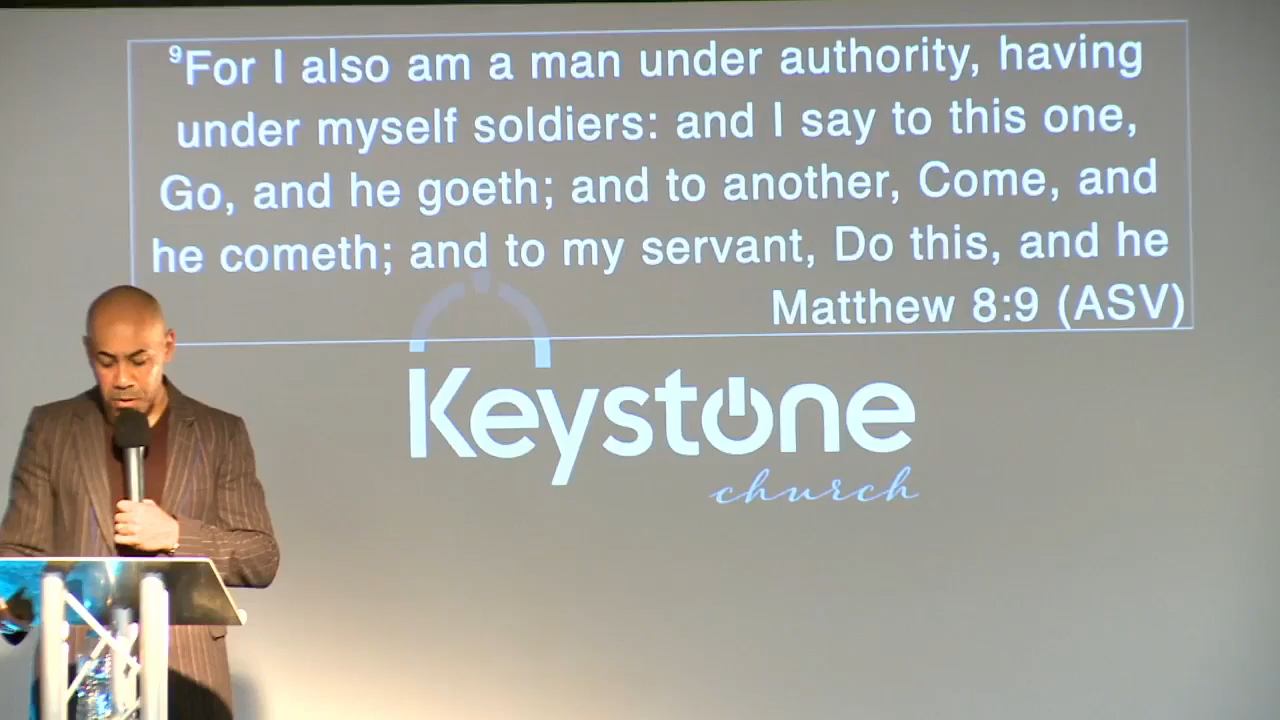 ⁹For I also am a man under authority, having
under myself soldiers: and I say to this one,
Go, and he goeth; and to another, Come, and
he cometh; and to my servant, Do this, and he
Matthew 8:9 (ASV)
Keystone
church